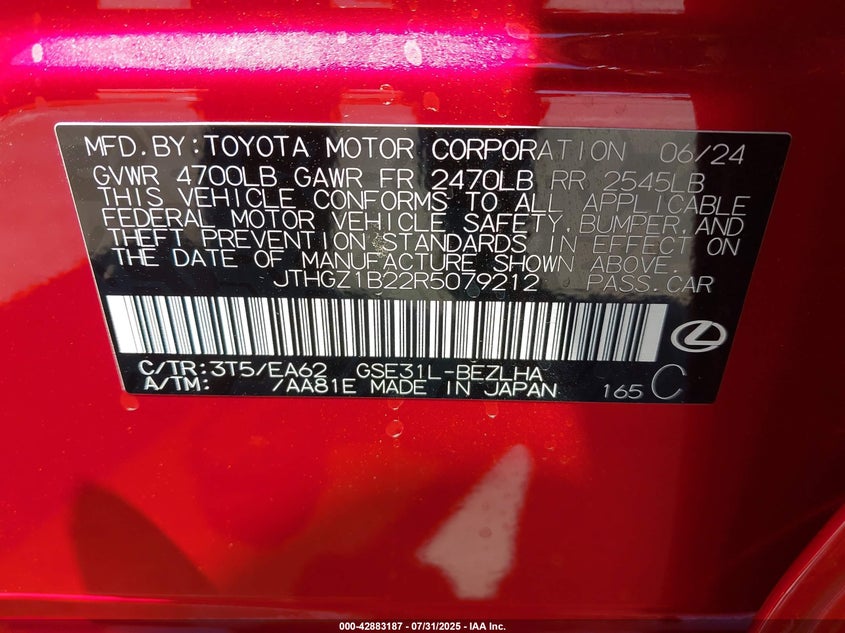 MFD.BY:TOYOTA MOTOR CORPORATION 06/24
GVWR 4700LB GAWR FR 2470LB RR 2545LB
THIS VEHICLE CONFORMS TO ALL APPLICABLE
FEDERAL MOTOR VEHICLE SAFETY,BUMPER,AND
THEFT PREVENTION STANDARDS IN EFFECT ON
THE DATE OF MANUFACTURE SHOWN ABOVE.
JTHGZ1B22R5079212 PASS.CAR
C/TR:3T5/EA62 GSE31L-BEZLHA
A/TM: /AA81E MADE IN JAPAN 165 C
000-42883187 - 07/31/2025 - IAA Inc.